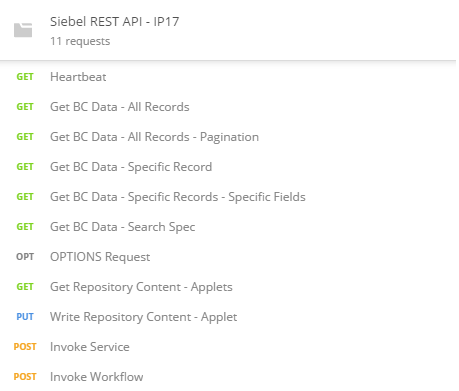 Siebel REST API - IP17
11 requests
GET Heartbeat
GET Get BC Data - All Records
GET Get BC Data - All Records - Pagination
GET Get BC Data - Specific Record
GET Get BC Data - Specific Records - Specific Fields
GET Get BC Data - Search Spec
OPT OPTIONS Request
GET Get Repository Content - Applets
PUT Write Repository Content - Applet
POST Invoke Service
POST Invoke Workflow